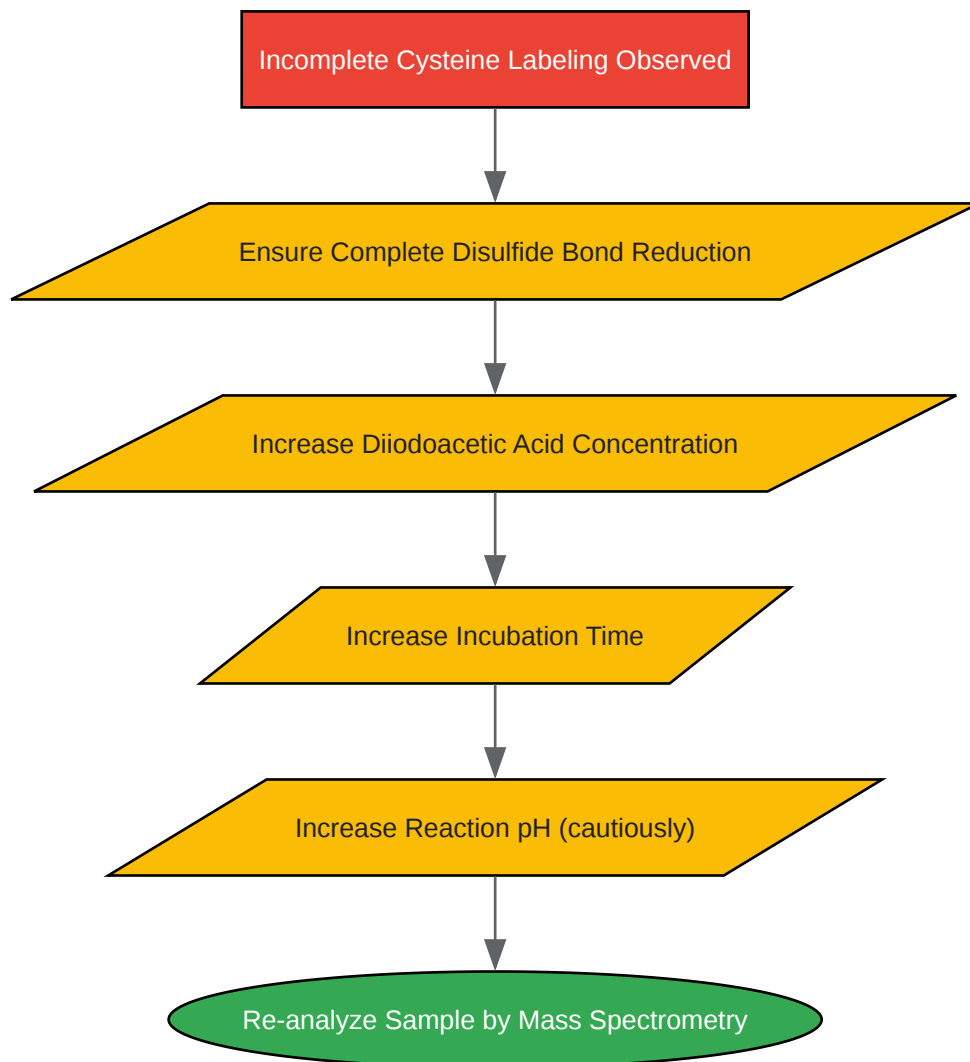 Incomplete Cysteine Labeling Observed
Ensure Complete Disulfide Bond Reduction
Increase Diiodoacetic Acid Concentration
Increase Incubation Time
Increase Reaction pH (cautiously)
Re-analyze Sample by Mass Spectrometry